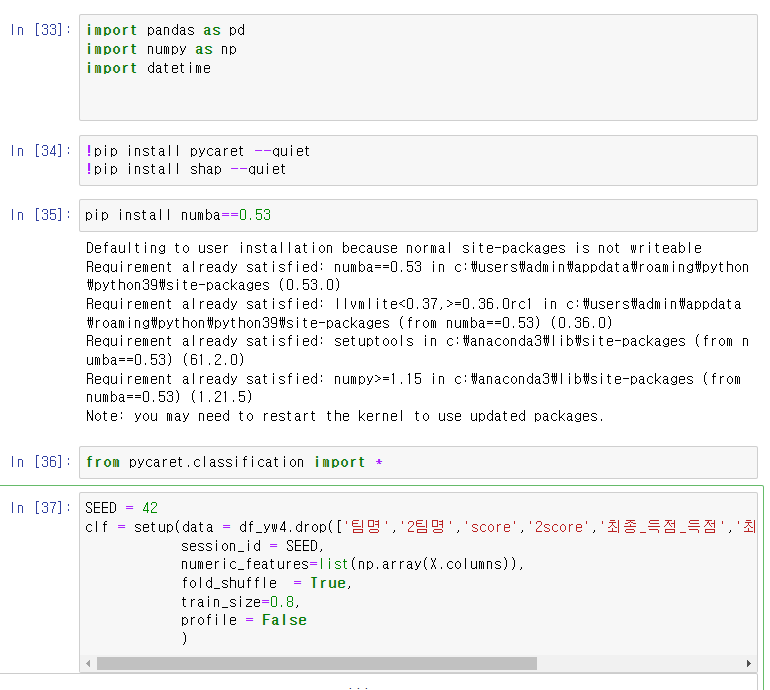 In [33]: import pandas as pd
import numpy as np
import datetime
In [34]: !pip install pycaret --quiet
!pip install shap --quiet
In [35]: pip install numba==0.53
Defaulting to user installation because normal site-packages is not writeable
Requirement already satisfied: numba==0.53 in c:₩users₩admin₩appdata₩roaming₩python
₩python39₩site-packages (0.53.0)
Requirement already satisfied: llvmlite<0.37,>=0.36.0rc1 in c:₩users₩admin₩appdata
₩roaming₩python₩python39₩site-packages (from numba==0.53) (0.36.0)
Requirement already satisfied: setuptools in c:₩anaconda3₩lib₩site-packages (from n
umba==0.53) (61.2.0)
Requirement already satisfied: numpy>=1.15 in c:₩anaconda3₩lib₩site-packages (from
numba==0.53) (1.21.5)
Note: you may need to restart the kernel to use updated packages.
In [36]: from pycaret.classification import *
In [37]: SEED = 42
clf = setup(data = df_yw4.drop(['팀명','2팀명','score','2score','최종_득점_득점','최
session_id = SEED,
numeric_features=list(np.array(X.columns)),
fold_shuffle = True,
train_size=0.8,
profile = False
)